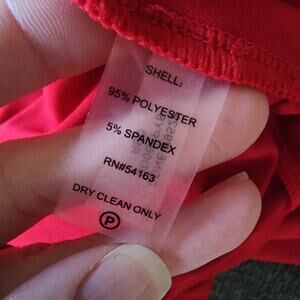 SHELL:
95% POLYESTER
5% SPANDEX
RN#54163
DRY CLEAN ONLY
P